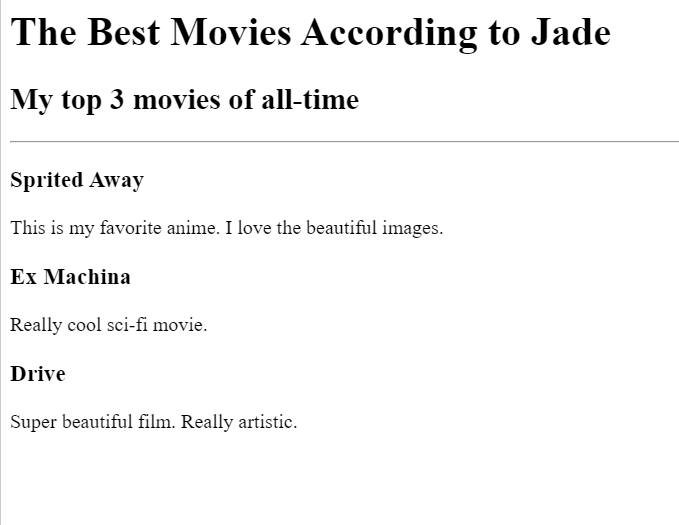 The Best Movies According to Jade
My top 3 movies of all-time
Sprited Away
This is my favorite anime. I love the beautiful images.
Ex Machina
Really cool sci-fi movie.
Drive
Super beautiful film. Really artistic.